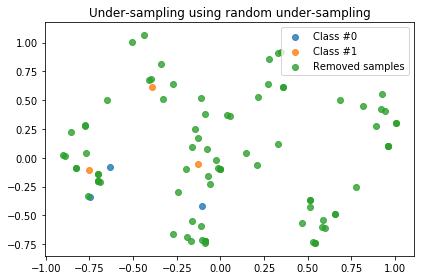 Under-sampling using random under-sampling
Class #0
Class #1
Removed samples
1.00
0.75
0.50
0.25
0.00
−0.25
−0.50
−0.75
−1.00 −0.75 −0.50 −0.25 0.00 0.25 0.50 0.75 1.00